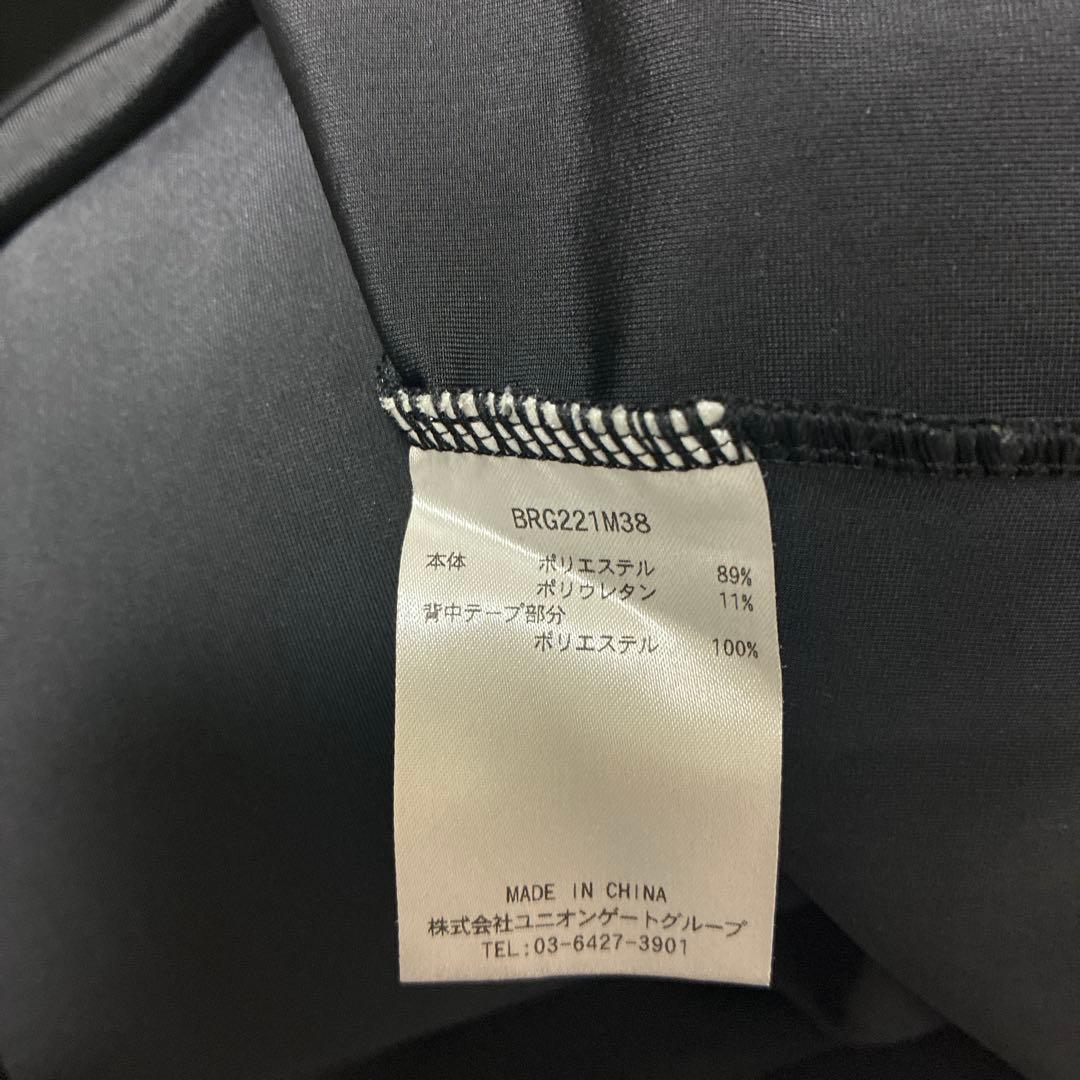 BRG221M38
本体 ポリエステル 89%
ポリウレタン 11%
背中テープ部分
ポリエステル 100%
MADE IN CHINA
株式会社ユニオンゲートグループ
TEL:03-6427-3901